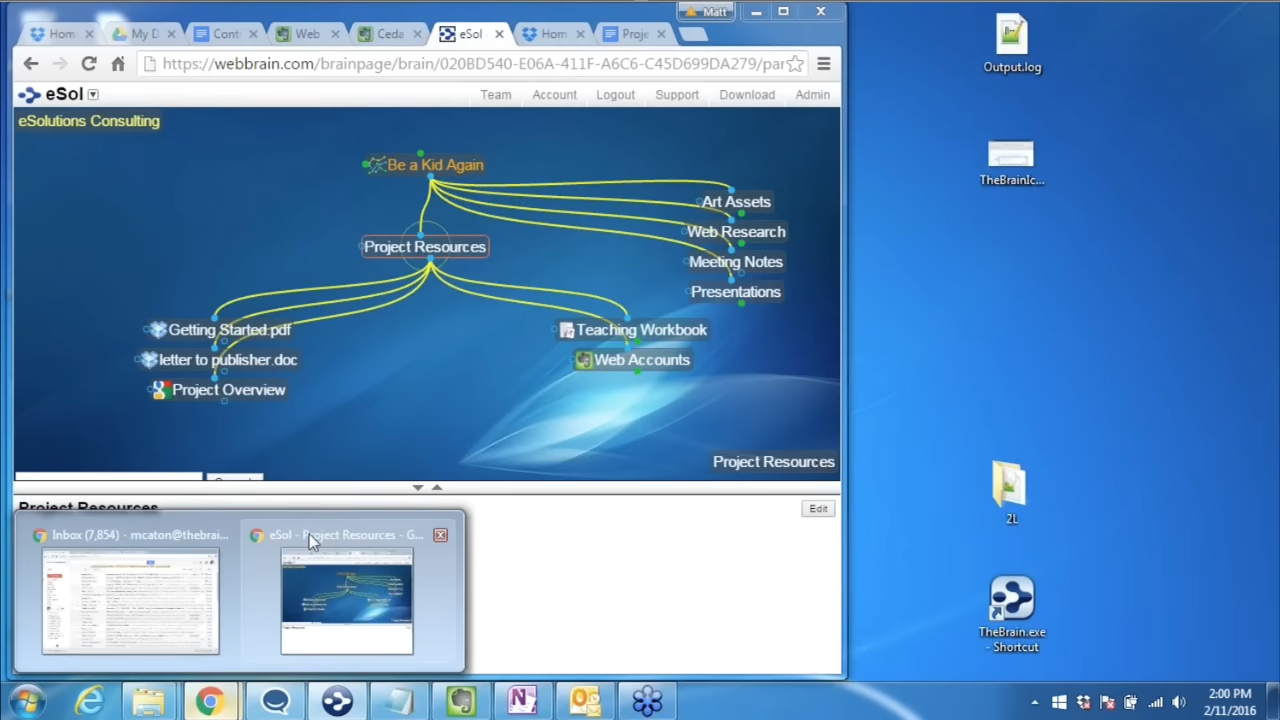 Matt
Hom
My D
Cont
Web
Ceda
eSol
Hom
Proje
https://webbrain.com/brainpage/brain/020BD540-E06A-411F-A6C6-C45D699DA279/par
eSol
Team
Account
Logout
Support
Download
Admin
eSolutions Consulting
Be a Kid Again
Art Assets
Web Research
Project Resources
Meeting Notes
Presentations
Getting Started.pdf
Teaching Workbook
letter to publisher.doc
Web Accounts
Project Overview
Project Resources
Project Resources
Edit
Inbox (7,854) - mcaton@thebrai...
eSol - Project Resources - G...
Output.log
TheBrainIc...
2L
TheBrain.exe
- Shortcut
2:00 PM
2/11/2016